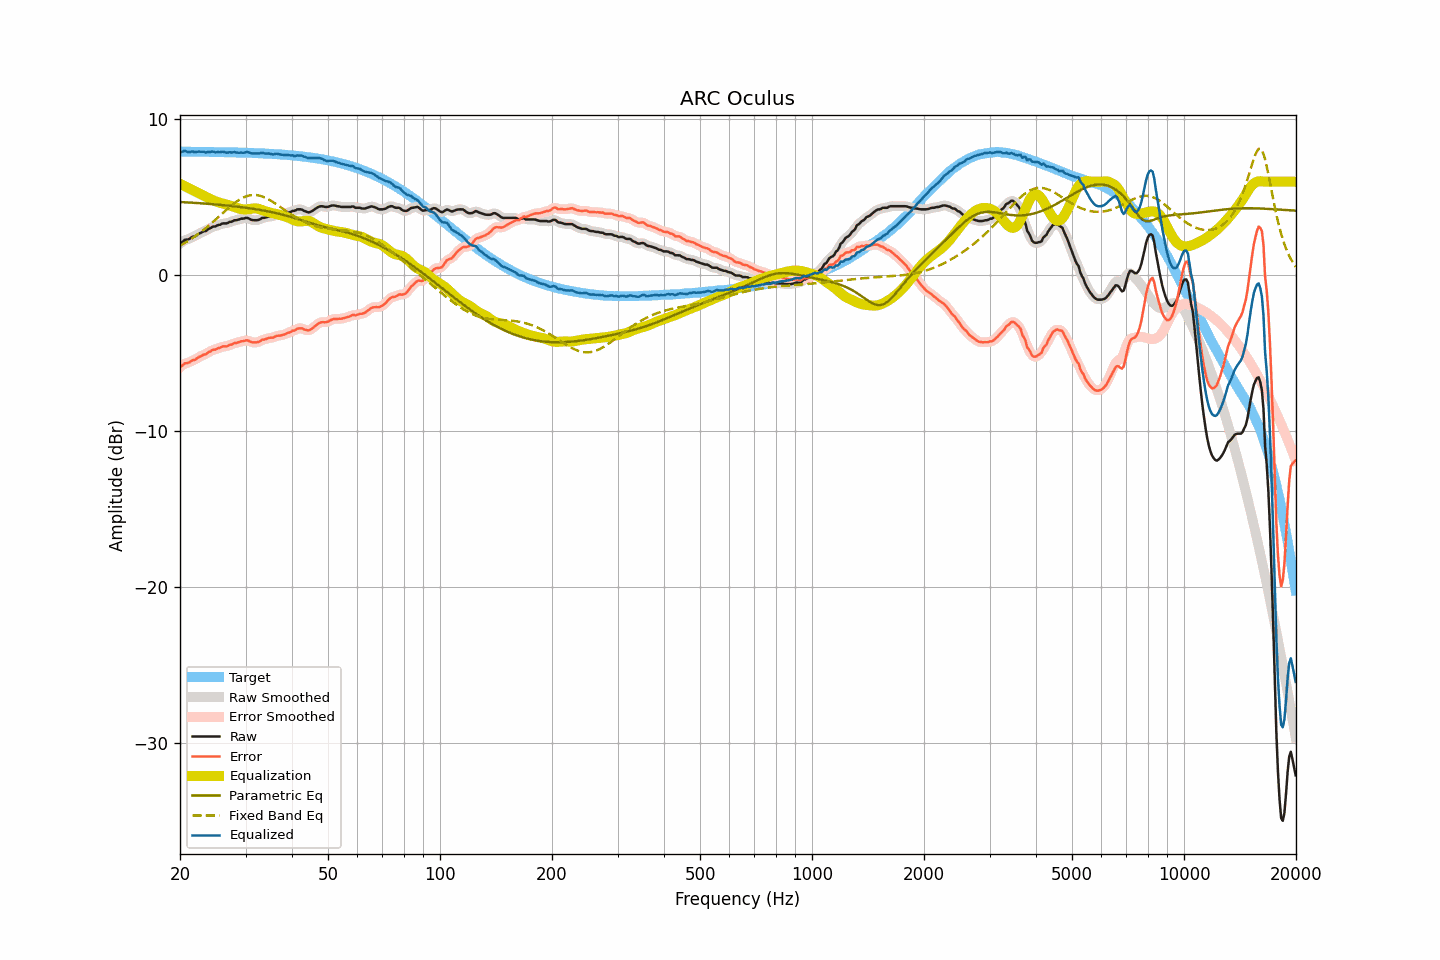 ARC Oculus
10
0
−10
−20
−30
Amplitude (dBr)
Target
Raw Smoothed
Error Smoothed
Raw
Error
Equalization
Parametric Eq
Fixed Band Eq
Equalized
20 50 100 200 500 1000 2000 5000 10000 20000
Frequency (Hz)